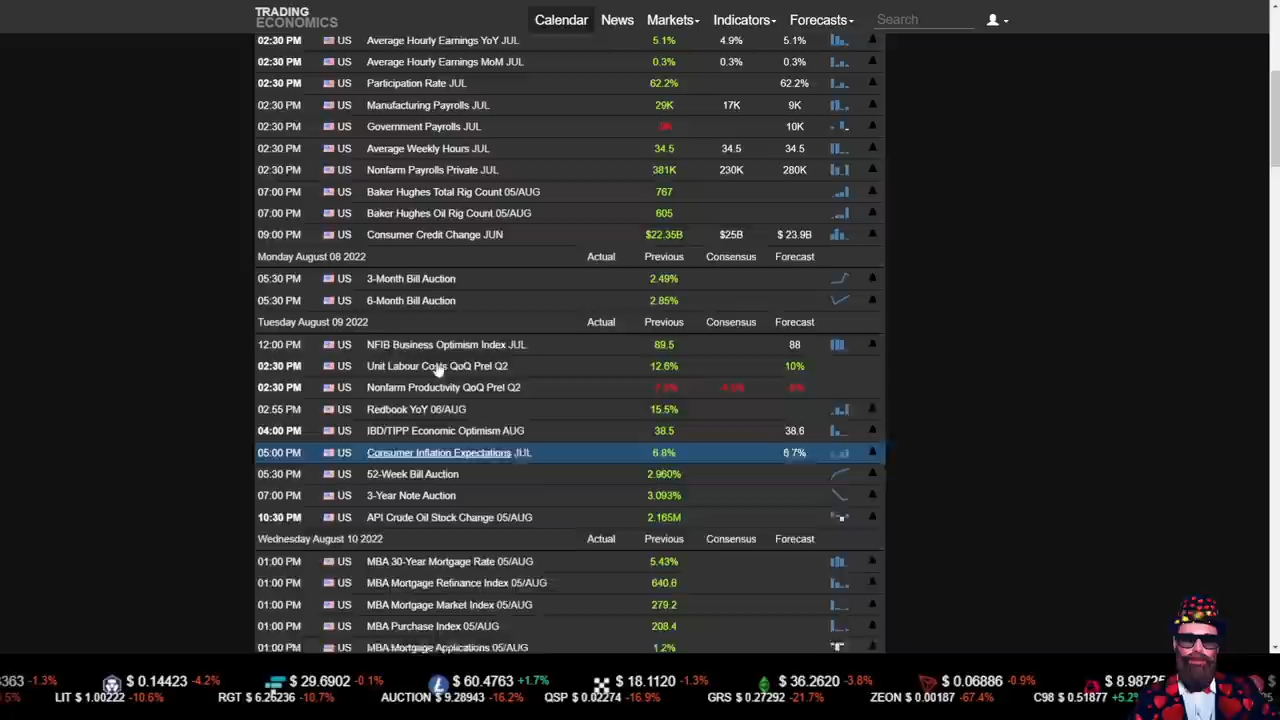 TRADING
ECONOMICS
Calendar News Markets Indicators Forecasts Search
02:30 PM US Average Hourly Earnings YoY JUL 5.1% 4.9% 5.1%
02:30 PM US Average Hourly Earnings MoM JUL 0.3% 0.3% 0.3%
02:30 PM US Participation Rate JUL 62.2% 62.2%
02:30 PM US Manufacturing Payrolls JUL 29K 17K 9K
02:30 PM US Government Payrolls JUL 10K
02:30 PM US Average Weekly Hours JUL 34.5 34.5 34.5
02:30 PM US Nonfarm Payrolls Private JUL 381K 230K 280K
07:00 PM US Baker Hughes Total Rig Count 05/AUG 767
07:00 PM US Baker Hughes Oil Rig Count 05/AUG 605
09:00 PM US Consumer Credit Change JUN $22.35B $25B $ 23.9B
Monday August 08 2022 Actual Previous Consensus Forecast
05:30 PM US 3-Month Bill Auction 2.49%
05:30 PM US 6-Month Bill Auction 2.85%
Tuesday August 09 2022 Actual Previous Consensus Forecast
12:00 PM US NFIB Business Optimism Index JUL 89.5 88
02:30 PM US Unit Labour Costs QoQ Prel Q2 12.6% 10%
02:30 PM US Nonfarm Productivity QoQ Prel Q2
02:55 PM US Redbook YoY 06/AUG 15.5%
04:00 PM US IBD/TIPP Economic Optimism AUG 38.5 38.6
05:00 PM US Consumer Inflation Expectations JUL 6.8% 6.7%
05:30 PM US 52-Week Bill Auction 2.960%
07:00 PM US 3-Year Note Auction 3.093%
10:30 PM US API Crude Oil Stock Change 05/AUG 2.165M
Wednesday August 10 2022 Actual Previous Consensus Forecast
01:00 PM US MBA 30-Year Mortgage Rate 05/AUG 5.43%
01:00 PM US MBA Mortgage Refinance Index 05/AUG 640.6
01:00 PM US MBA Mortgage Market Index 05/AUG 279.2
01:00 PM US MBA Purchase Index 05/AUG 208.4
01:00 PM US MBA Mortgage Applications 05/AUG 1.2%
3363 -1.3% $ 0.14423 -4.2% $ 29.6902 -0.1% $ 60.4763 +1.7% $ 18.1120 -1.3% $ 36.2620 -3.8% $ 0.06886 -0.9% $ 8.98725
.5% LIT $ 1.00222 -10.6% RGT $ 6.26236 -10.7% AUCTION $ 9.28943 -16.2% QSP $ 0.02274 -16.9% GRS $ 0.27292 -21.7% ZEON $ 0.00187 -67.4% C98 $ 0.51877 +5.2%